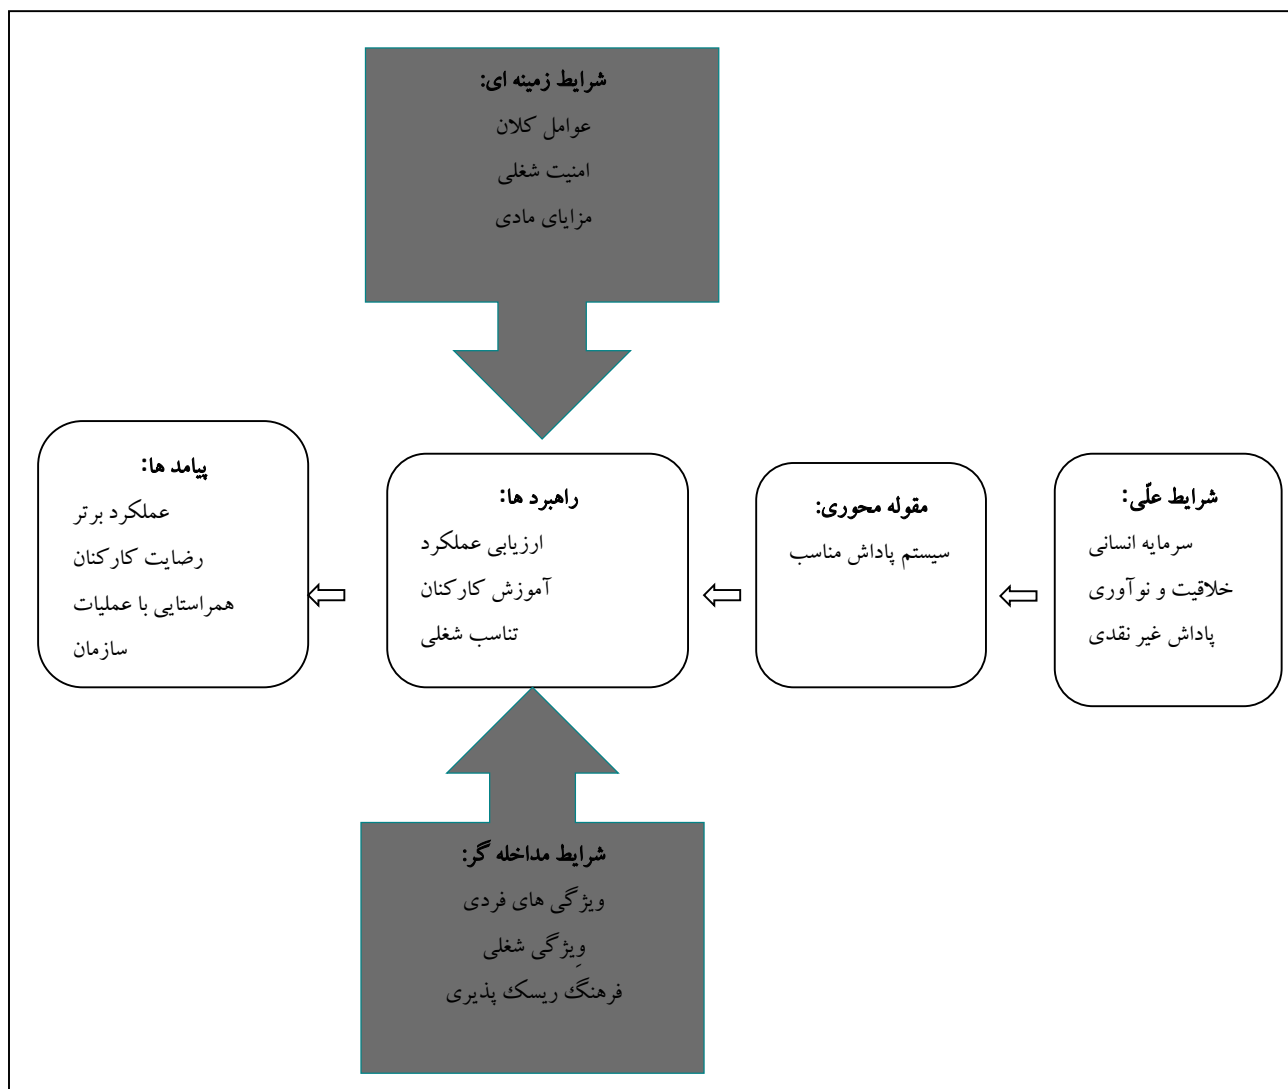 شرایط زمینه ای:
عوامل کلان
امنیت شغلی
مزایای مادی
شرایط علّی:
سرمایه انسانی
خلاقیت و نوآوری
پاداش غیر نقدی
مقوله محوری:
سیستم پاداش مناسب
راهبرد ها:
ارزیابی عملکرد
آموزش کارکنان
تناسب شغلی
پیامد ها:
عملکرد برتر
رضایت کارکنان
همراستایی با عملیات
سازمان
شرایط مداخله گر:
ویژگی های فردی
وِیژگی شغلی
فرهنگ ریسک پذیری